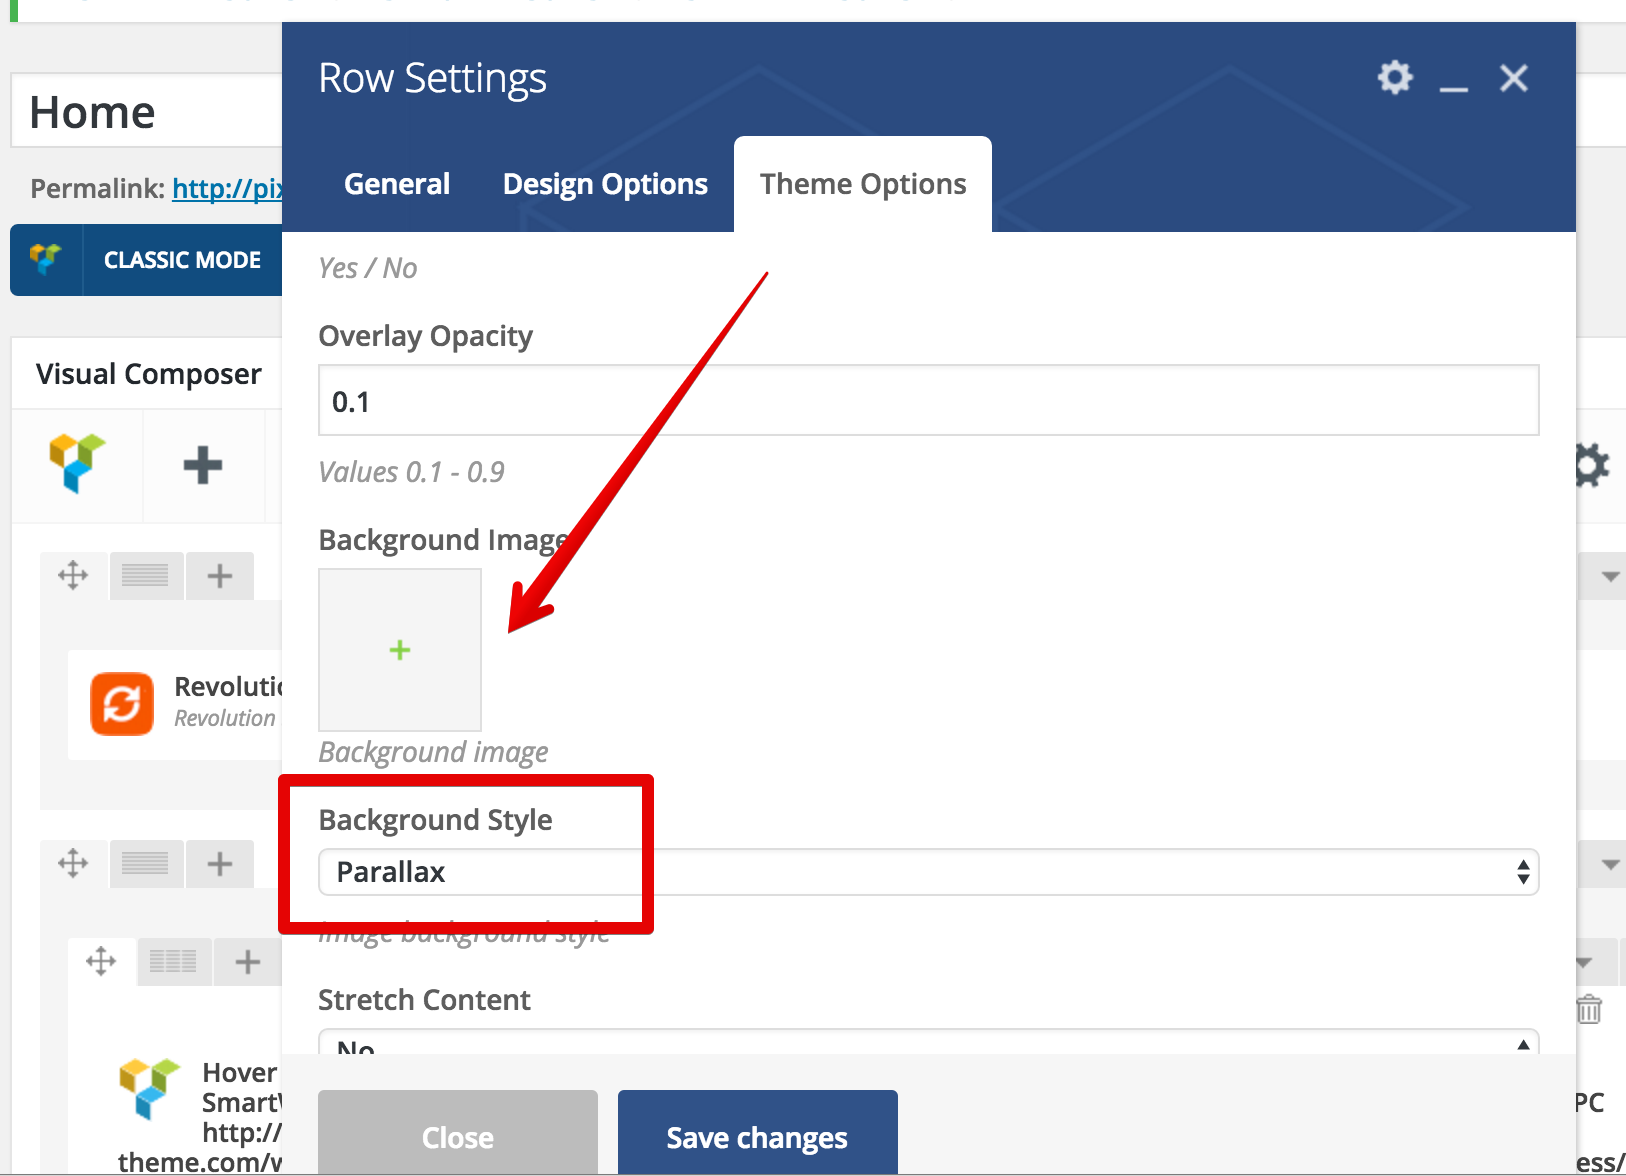 Row Settings
Home
General
Design Options
Theme Options
Permalink: http://pix
CLASSIC MODE
Yes / No
Overlay Opacity
Visual Composer
0.1
Values 0.1 - 0.9
Background Image
Revolutio
Revolution
Background image
Background Style
Parallax
Image background style
Stretch Content
No
Hover
Smart
http://
theme.com/w
PC
ess/
Close
Save changes